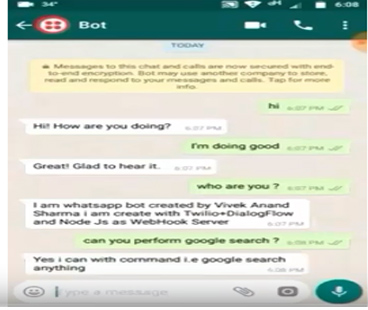 34° 6:08
Bot
TODAY
Messages to this chat and calls are now secured with end-
to-end encryption. Bot may use another company to store,
read and respond to your messages and calls. Tap for more
info.
hi 6:07 PM
Hi! How are you doing? 6:07 PM
I'm doing good 6:07 PM
Great! Glad to hear it. 6:07 PM
who are you ? 6:07 PM
I am whatsapp bot created by Vivek Anand
Sharma i am create with Twilio+DialogFlow
and Node Js as WebHook Server 6:07 PM
can you perform google search ? 6:08 PM
Yes i can with command i.e google search
anything 6:08 PM
ype a message